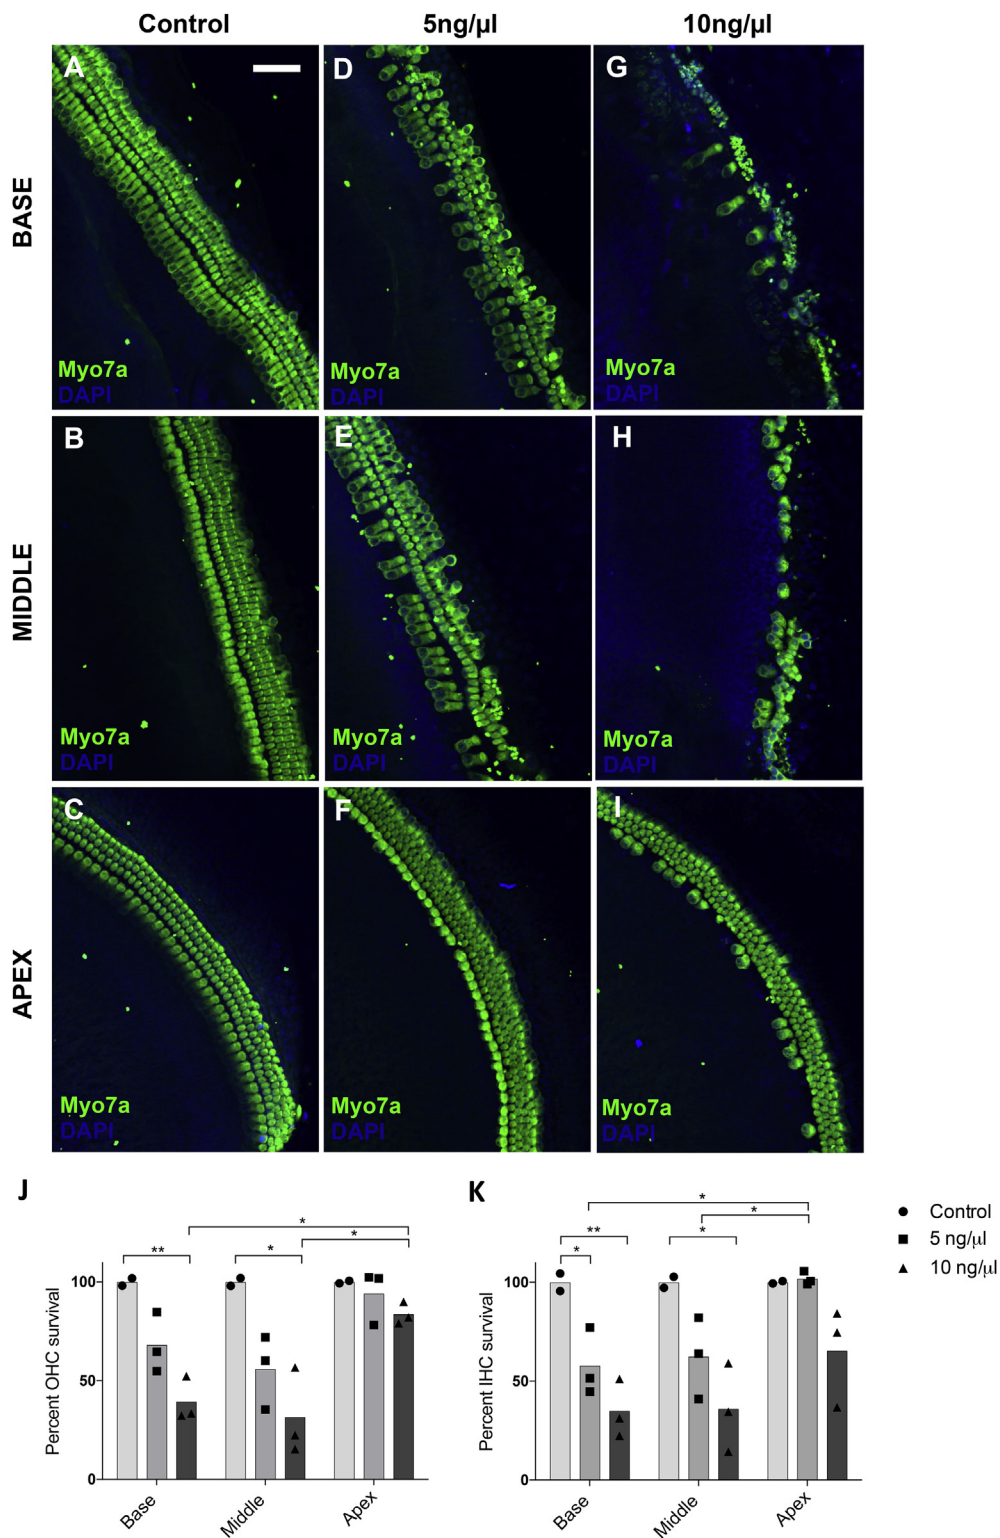 Control 5ng/µl 10ng/µl
BASE
A D G
Myo7a Myo7a Myo7a
DAPI DAPI DAPI
MIDDLE
B E H
Myo7a Myo7a Myo7a
DAPI DAPI DAPI
APEX
C F I
Myo7a Myo7a Myo7a
DAPI DAPI DAPI
J
Percent OHC survival
100
50
0
** * * *
Base Middle Apex
K
Percent IHC survival
100
50
0
* ** * * *
Base Middle Apex
Control
5 ng/µl
10 ng/µl